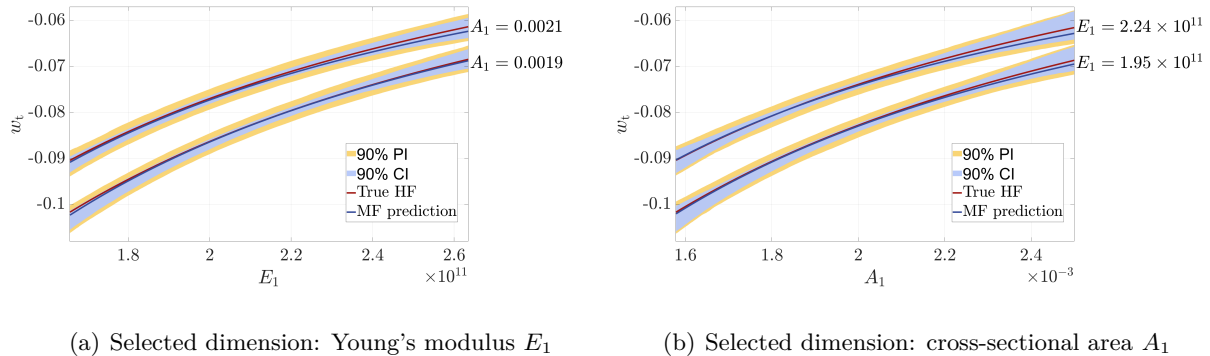 -0.06
-0.07
-0.08
-0.09
-0.1
w_t
A_1 = 0.0021
A_1 = 0.0019
90% PI
90% CI
True HF
MF prediction
1.8 2 2.2 2.4 2.6
E_1
×10^11
(a) Selected dimension: Young's modulus E_1
-0.06
-0.07
-0.08
-0.09
-0.1
w_t
E_1 = 2.24 × 10^11
E_1 = 1.95 × 10^11
90% PI
90% CI
True HF
MF prediction
1.6 1.8 2 2.2 2.4
A_1
×10^-3
(b) Selected dimension: cross-sectional area A_1